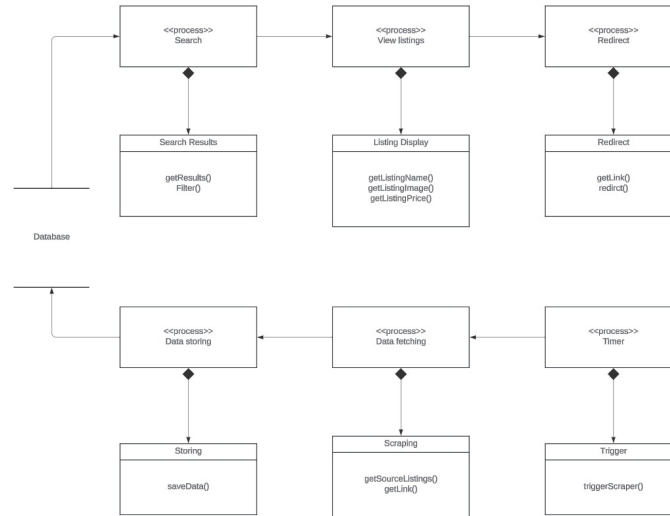 <<process>>
Search
<<process>>
View listings
<<process>>
Redirect
Search Results
getResults()
Filter()
Listing Display
getListingName()
getListingImage()
getListingPrice()
Redirect
getLink()
redirct()
Database
<<process>>
Data storing
<<process>>
Data fetching
<<process>>
Timer
Storing
saveData()
Scraping
getSourceListings()
getLink()
Trigger
triggerScraper()